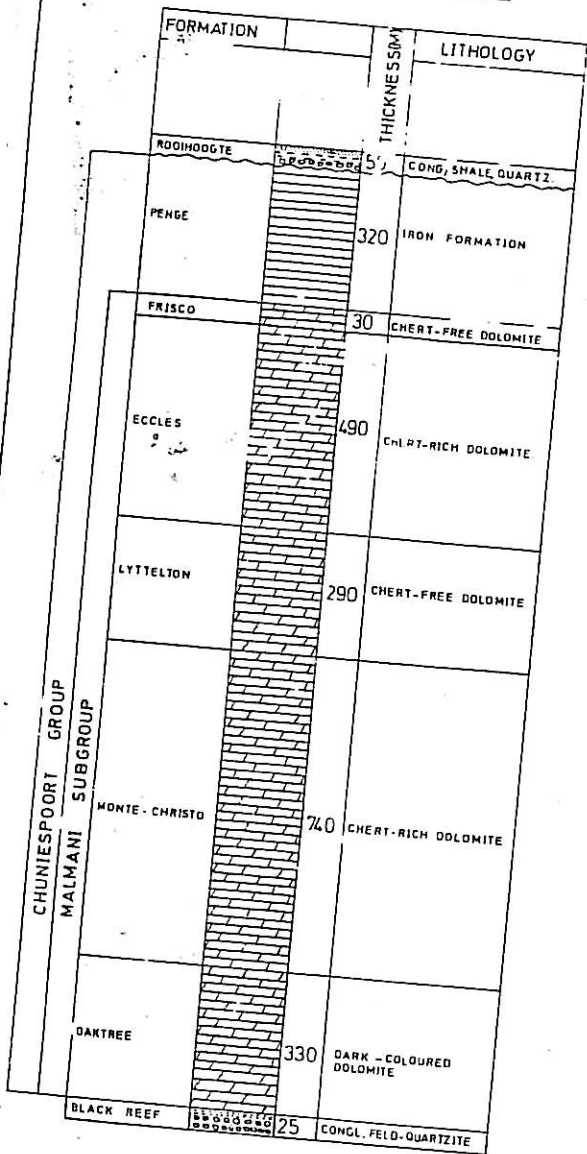 FORMATION
THICKNESS(M)
LITHOLOGY
ROOIHOOGTE
CONG, SHALE, QUARTZ.
PENGE
320
IRON FORMATION
FRISCO
30
CHERT-FREE DOLOMITE
ECCLES
490
CHERT-RICH DOLOMITE
LYTTELTON
290
CHERT-FREE DOLOMITE
MONTE-CHRISTO
740
CHERT-RICH DOLOMITE
OAKTREE
330
DARK-COLOURED
DOLOMITE
BLACK REEF
25
CONGL. FELD-QUARTZITE
CHUNIESPOORT GROUP
MALMANI SUBGROUP